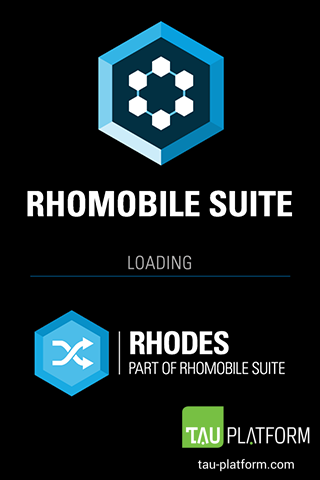 RHOMOBILE SUITE
LOADING
RHODES
PART OF RHOMOBILE SUITE
TAU PLATFORM
tau-platform.com